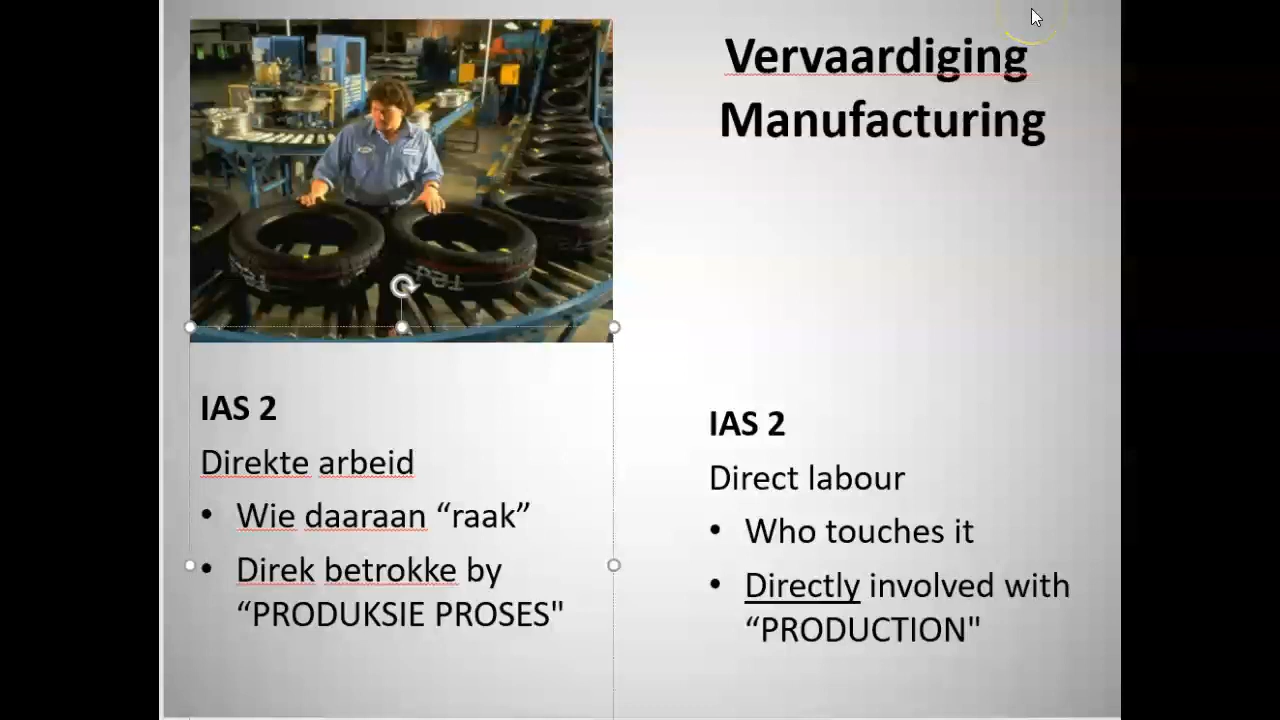 Vervaardiging
Manufacturing
IAS 2
Direkte arbeid
• Wie daaraan “raak”
• Direk betrokke by
“PRODUKSIE PROSES"
IAS 2
Direct labour
• Who touches it
• Directly involved with
“PRODUCTION"